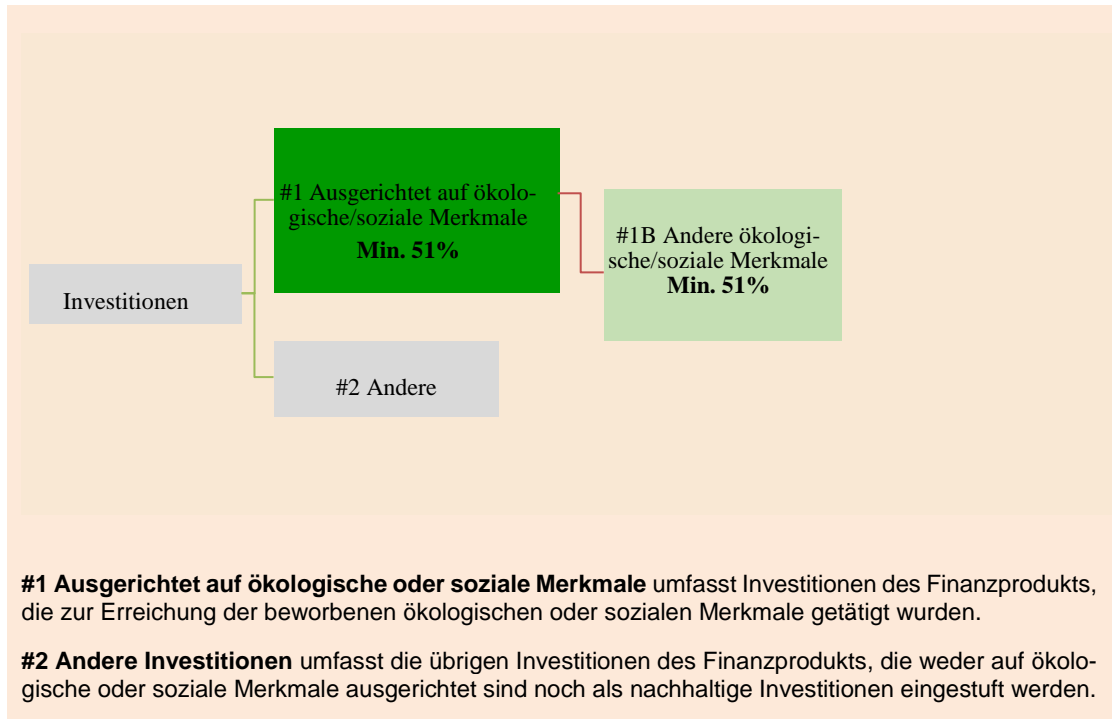 #1 Ausgerichtet auf ökolo-
gische/soziale Merkmale
Min. 51%
#1B Andere ökologi-
sche/soziale Merkmale
Min. 51%
Investitionen
#2 Andere
#1 Ausgerichtet auf ökologische oder soziale Merkmale umfasst Investitionen des Finanzprodukts,
die zur Erreichung der beworbenen ökologischen oder sozialen Merkmale getätigt wurden.
#2 Andere Investitionen umfasst die übrigen Investitionen des Finanzprodukts, die weder auf ökolo-
gische oder soziale Merkmale ausgerichtet sind noch als nachhaltige Investitionen eingestuft werden.